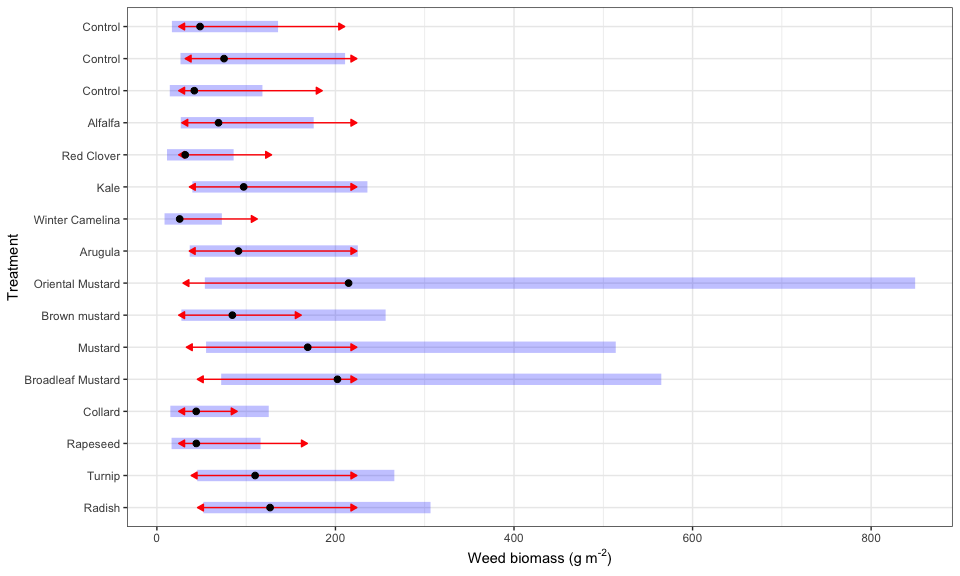 Control
Control
Control
Alfalfa
Red Clover
Kale
Winter Camelina
Arugula
Oriental Mustard
Brown mustard
Mustard
Broadleaf Mustard
Collard
Rapeseed
Turnip
Radish
Treatment
0 200 400 600 800
Weed biomass (g m⁻²)